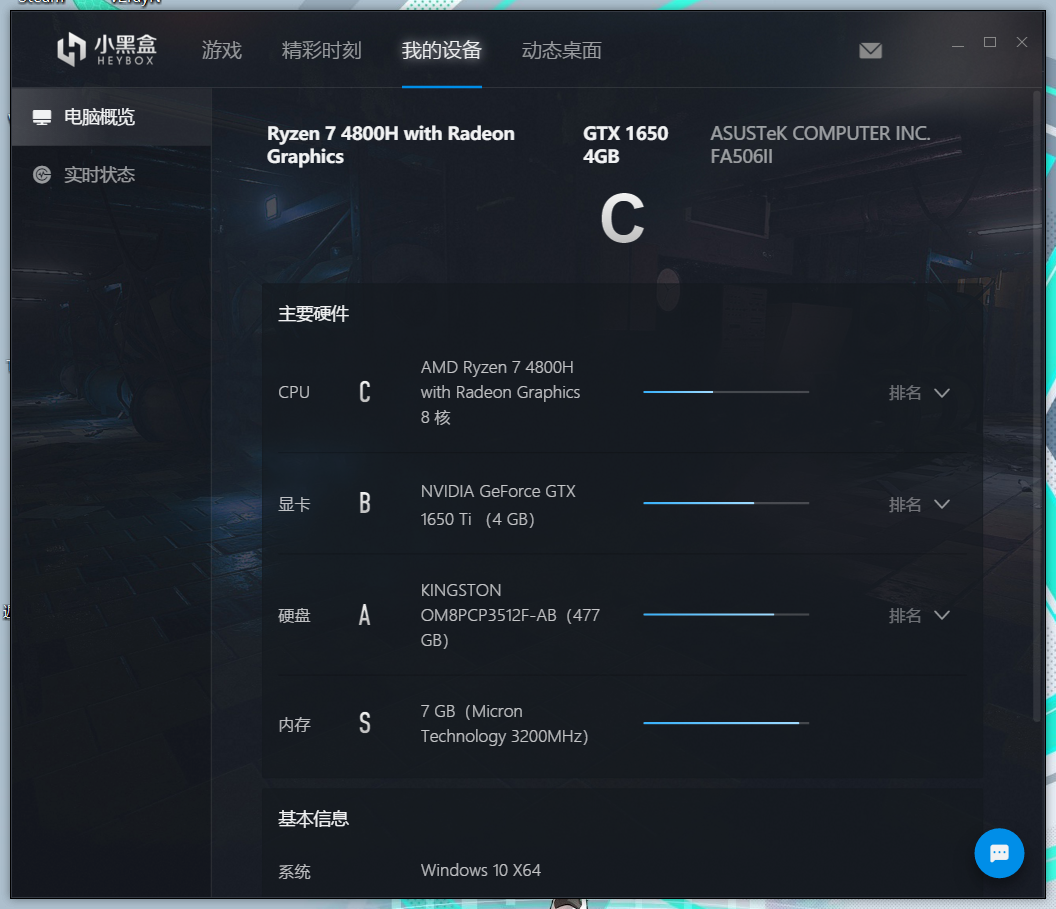 小黑盒
HEYBOX
游戏
精彩时刻
我的设备
动态桌面
电脑概览
实时状态
Ryzen 7 4800H with Radeon
Graphics
GTX 1650
4GB
ASUSTeK COMPUTER INC.
FA506II
C
主要硬件
CPU
C
AMD Ryzen 7 4800H
with Radeon Graphics
8 核
排名
显卡
B
NVIDIA GeForce GTX
1650 Ti （4 GB）
排名
硬盘
A
KINGSTON
OM8PCP3512F-AB（477
GB）
排名
内存
S
7 GB（Micron
Technology 3200MHz）
基本信息
系统
Windows 10 X64